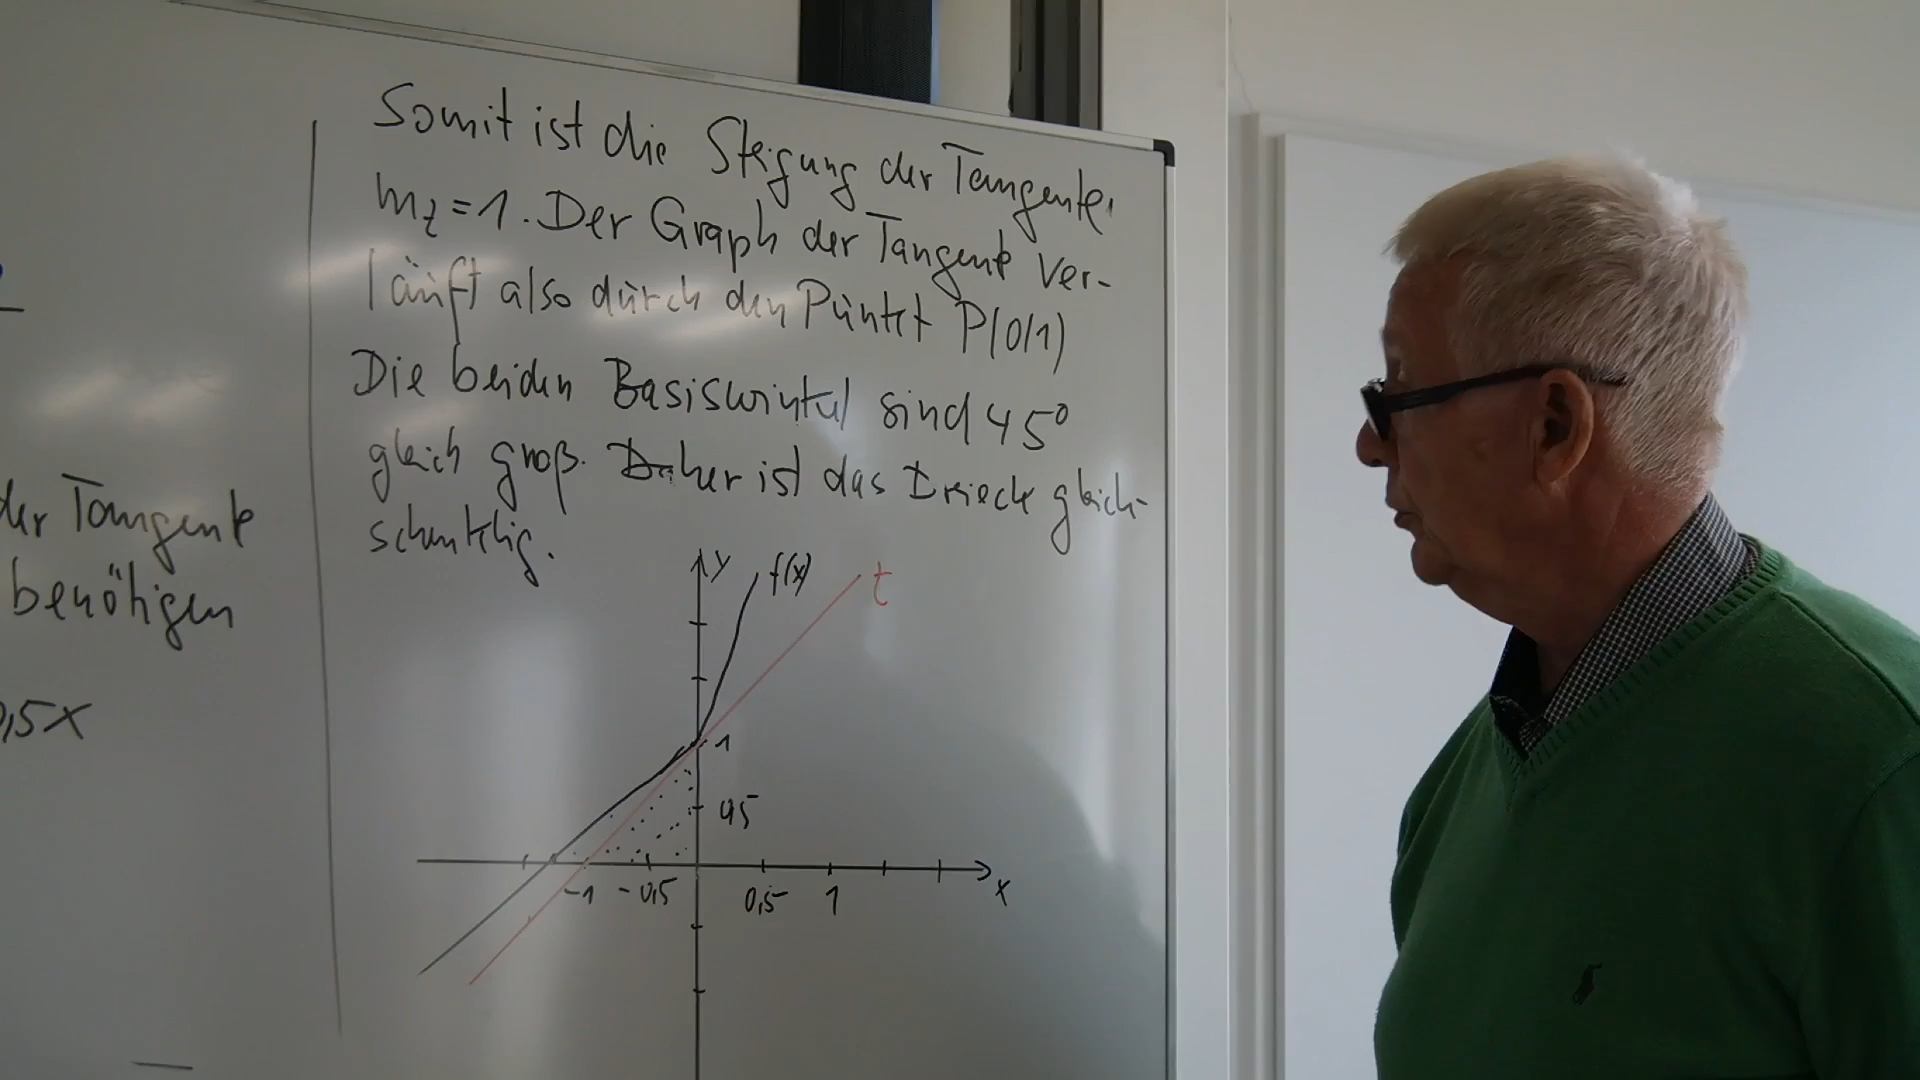 der Tangente
benötigen
0,5x
Somit ist die Steigung der Tangente
m_t = 1. Der Graph der Tangente ver-
läuft also durch den Punkt P(0/1)
Die beiden Basiswinkel sind 45°
gleich groß. Daher ist das Dreieck gleich-
schenklig.
y f(x) t
1
0,5
-1 -0,5 0,5 1 x